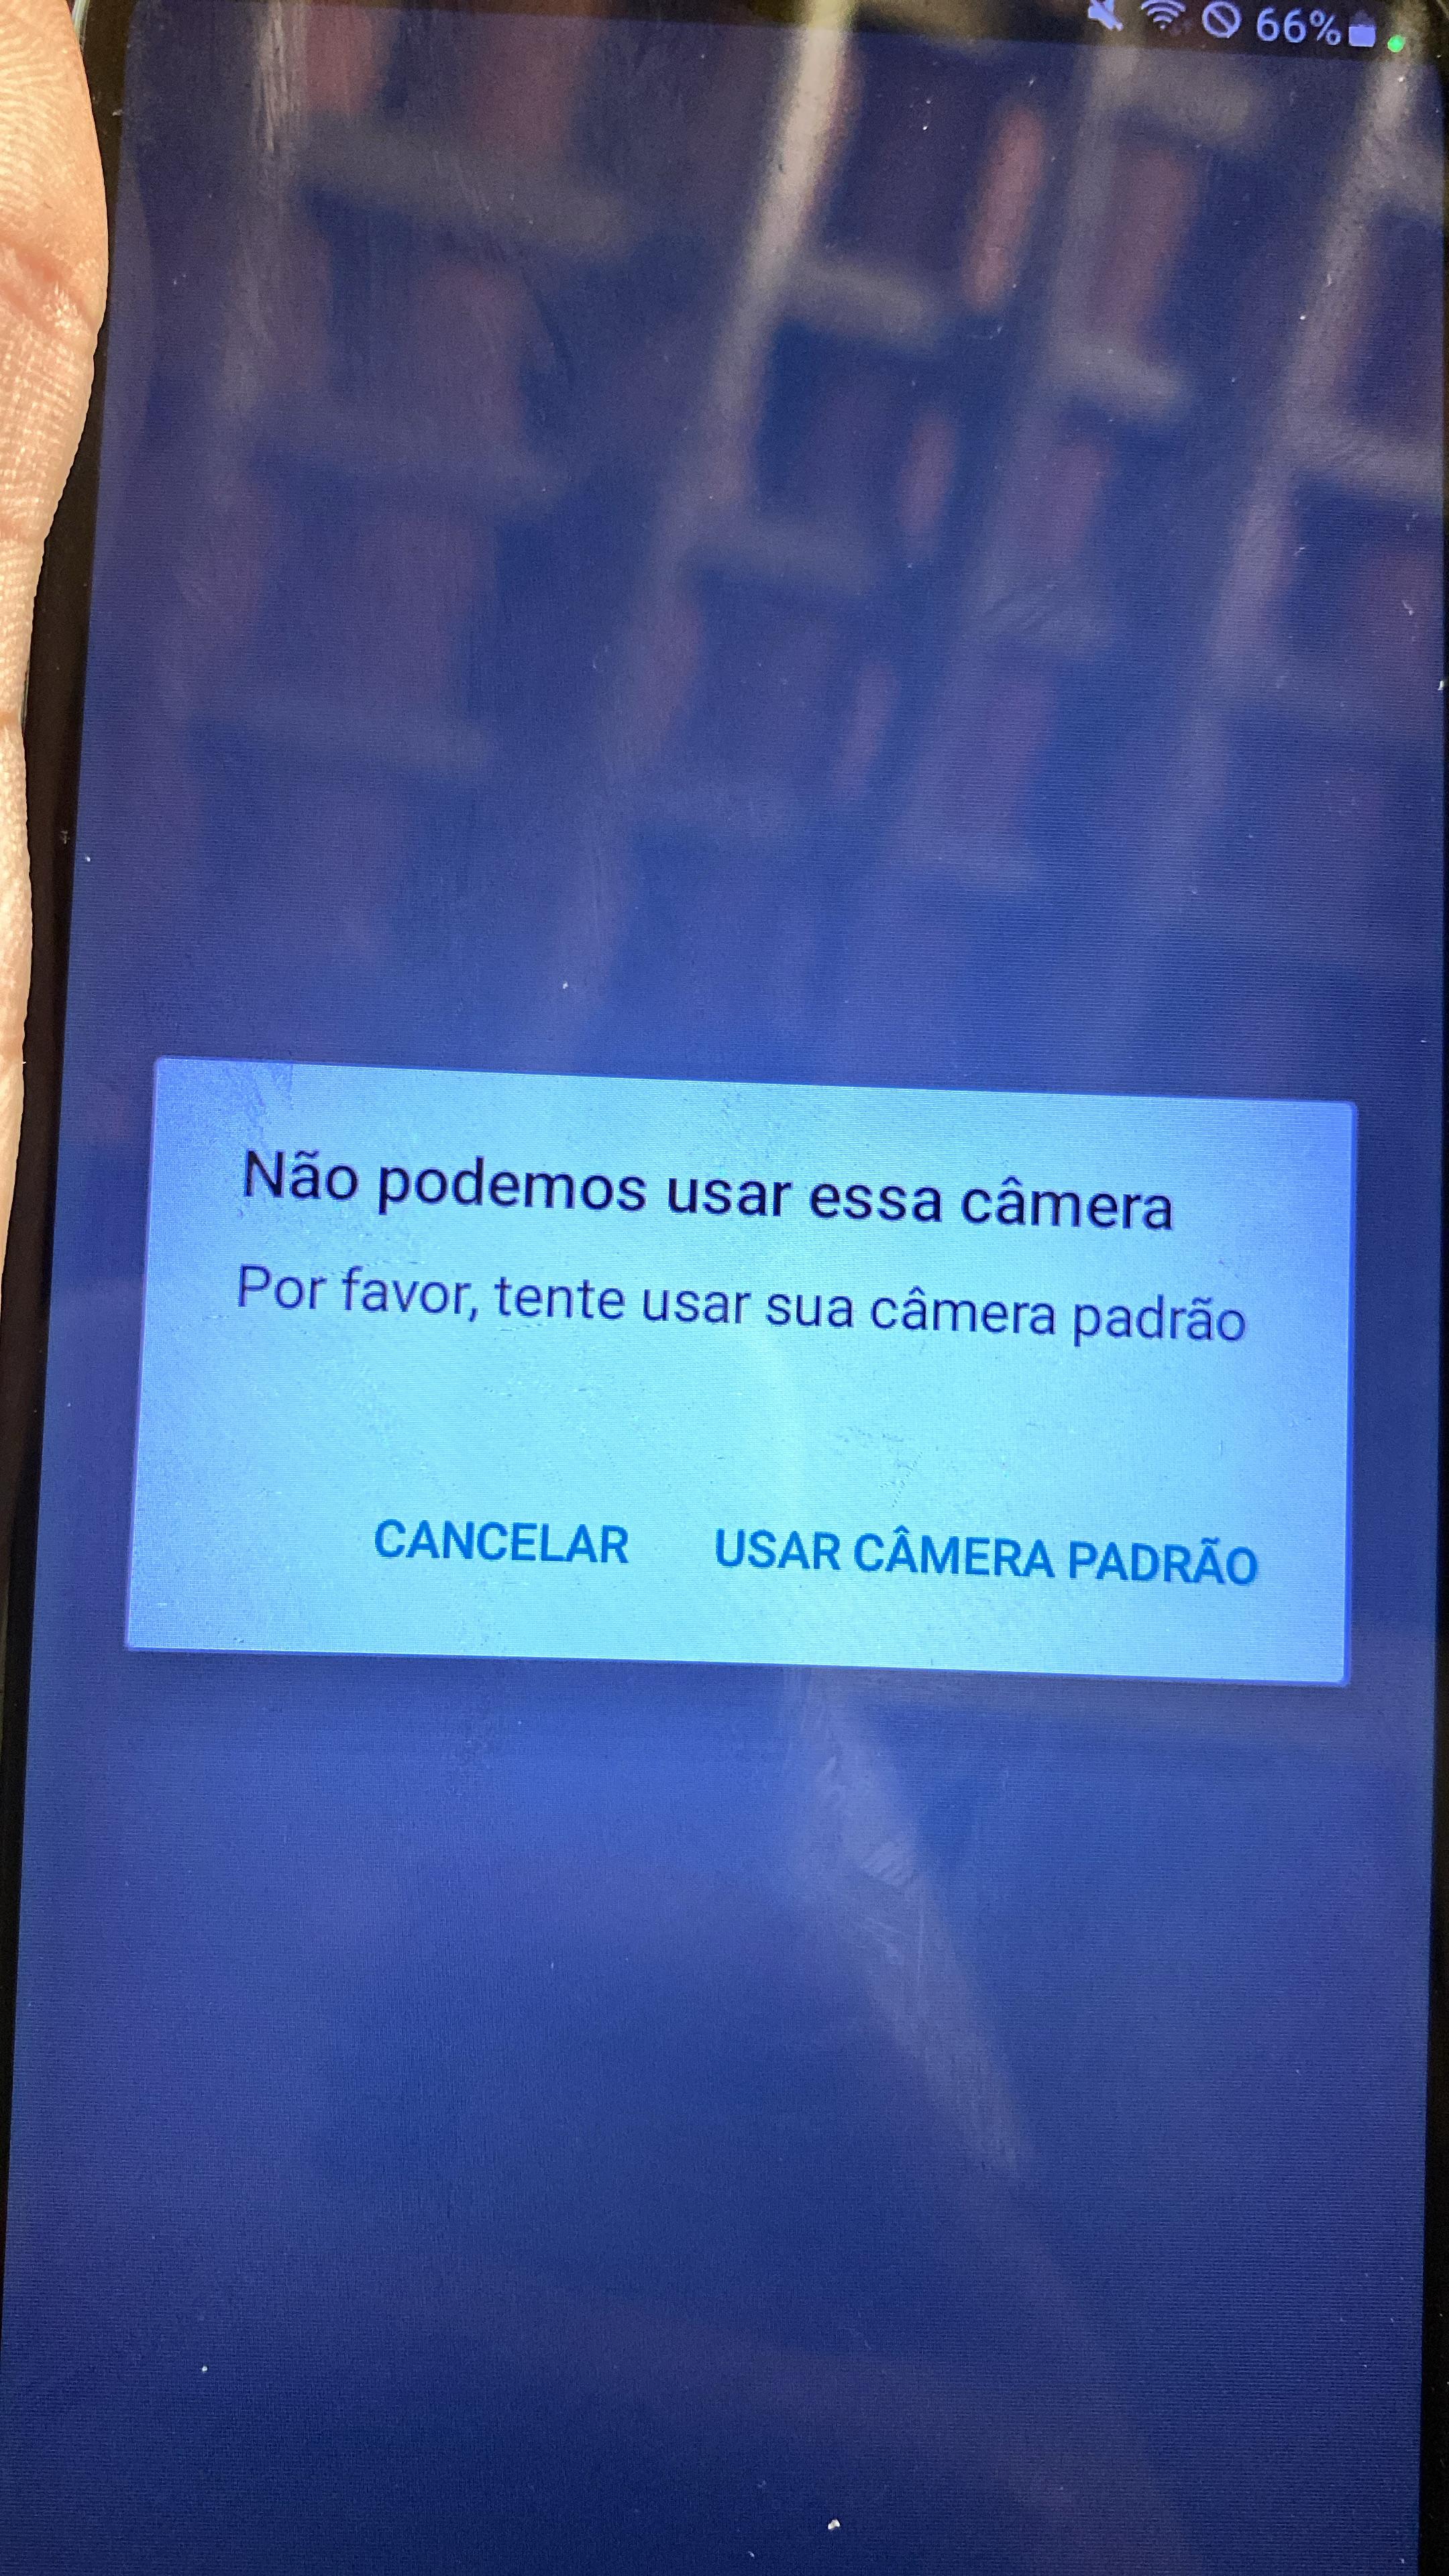 66%
Não podemos usar essa câmera
Por favor, tente usar sua câmera padrão
CANCELAR USAR CÂMERA PADRÃO